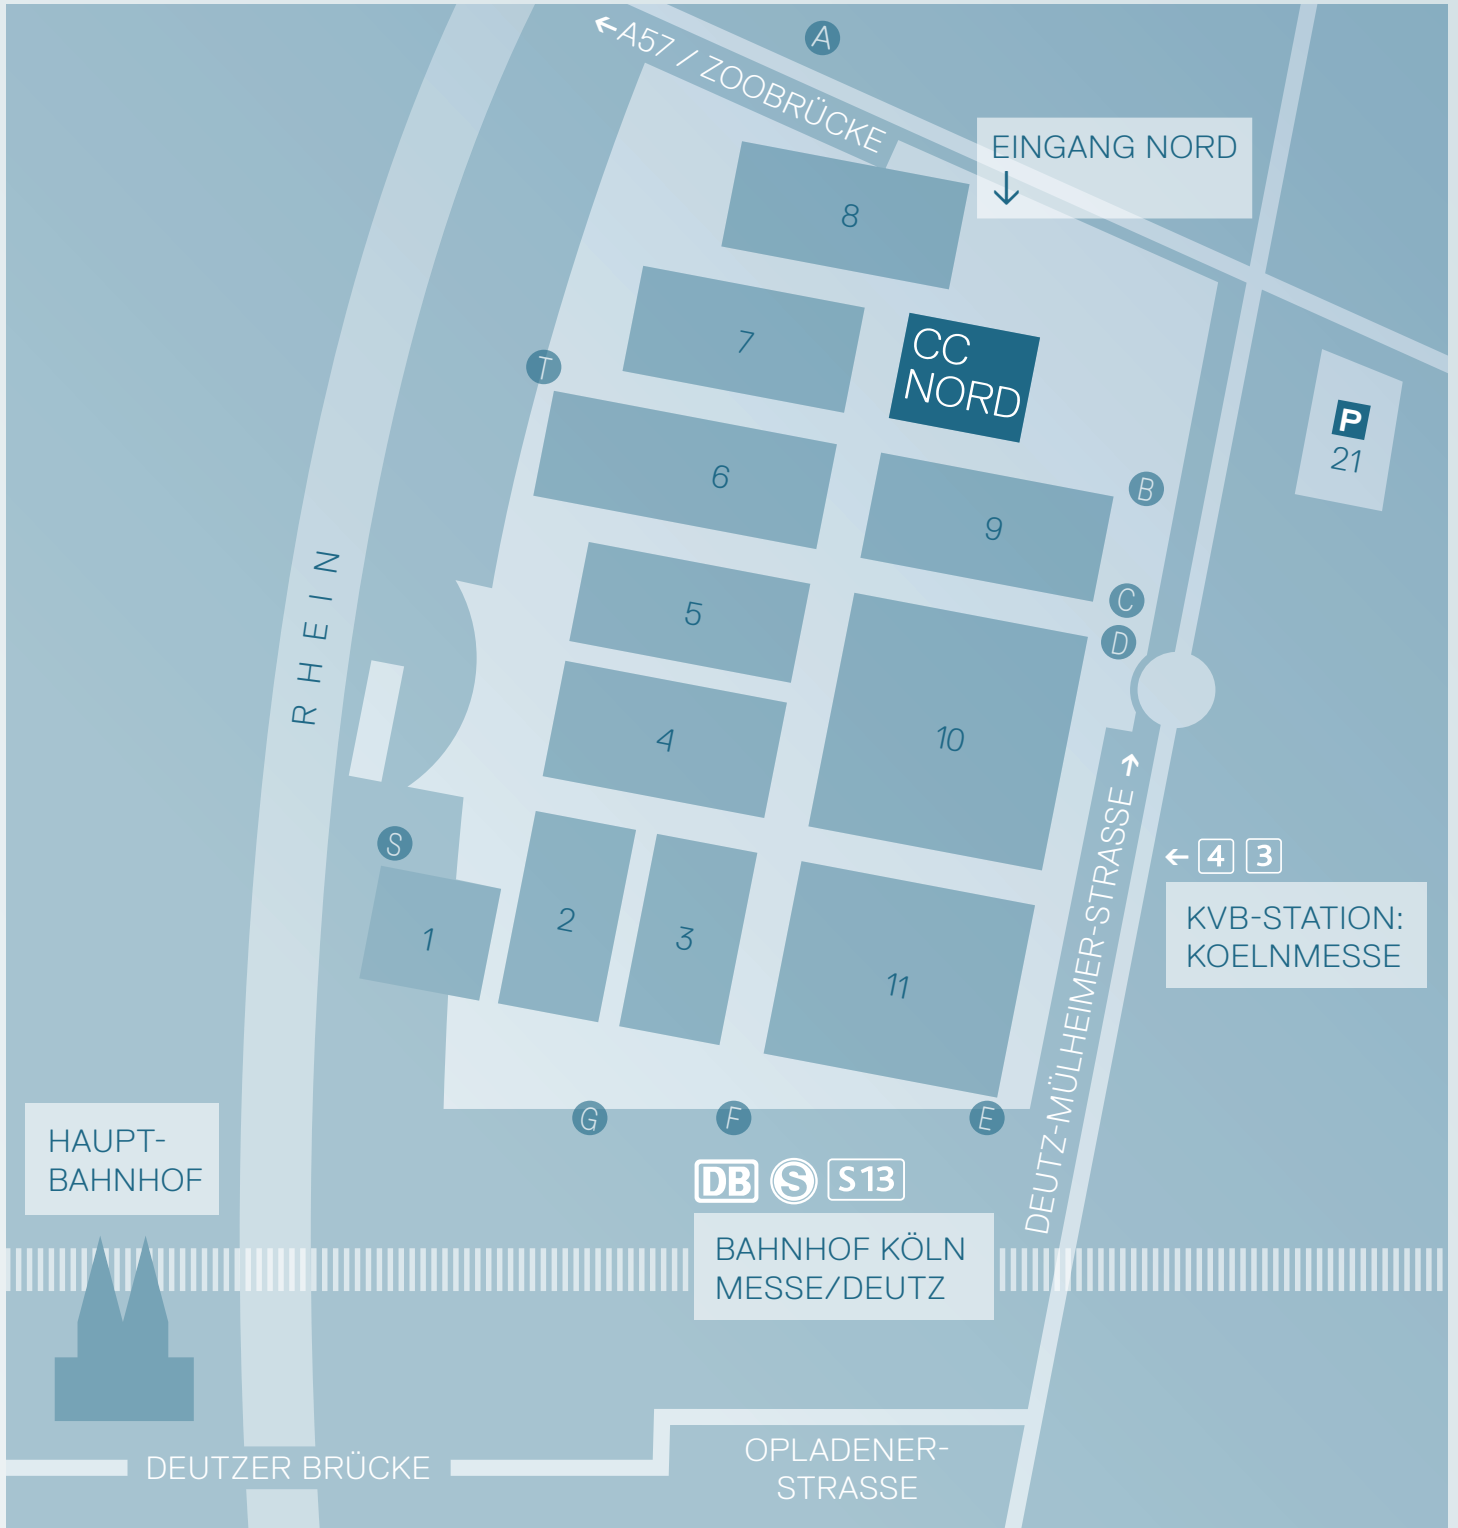 ←A57 / ZOOBRÜCKE
A
EINGANG NORD
↓
8
7
CC
NORD
T
P
21
6
B
9
RHEIN
5
C
D
4
10
DEUTZ-MÜLHEIMER-STRASSE →
S
← 4 3
KVB-STATION:
KOELNMESSE
1
2
3
11
G
F
E
HAUPT-
BAHNHOF
DB S S13
BAHNHOF KÖLN
MESSE/DEUTZ
DEUTZER BRÜCKE
OPLADENER-
STRASSE